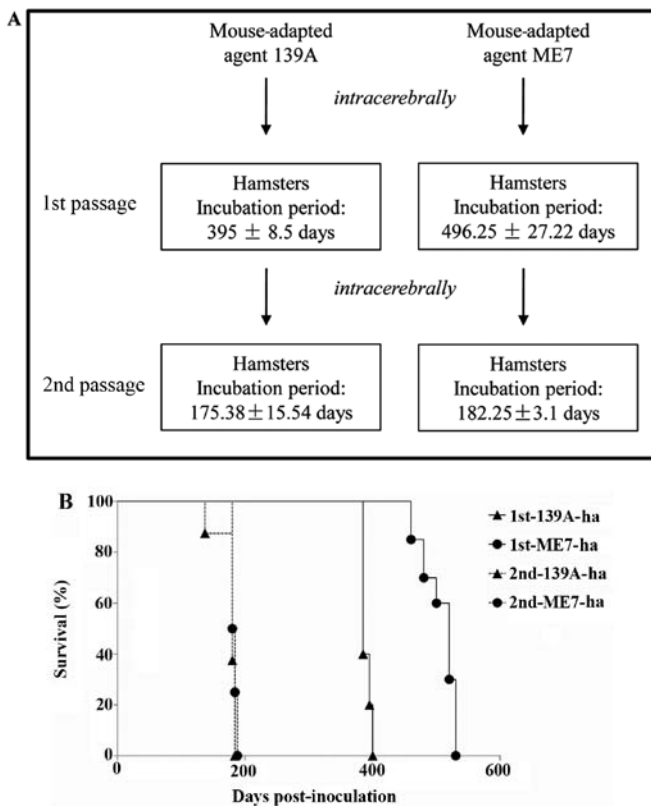 A
Mouse-adapted
agent 139A
Mouse-adapted
agent ME7
intracerebrally
1st passage
Hamsters
Incubation period:
395 ± 8.5 days
Hamsters
Incubation period:
496.25 ± 27.22 days
intracerebrally
2nd passage
Hamsters
Incubation period:
175.38±15.54 days
Hamsters
Incubation period:
182.25±3.1 days
B
1st-139A-ha
1st-ME7-ha
2nd-139A-ha
2nd-ME7-ha
Survival (%)
100
80
60
40
20
0
0
200
400
600
Days post-inoculation